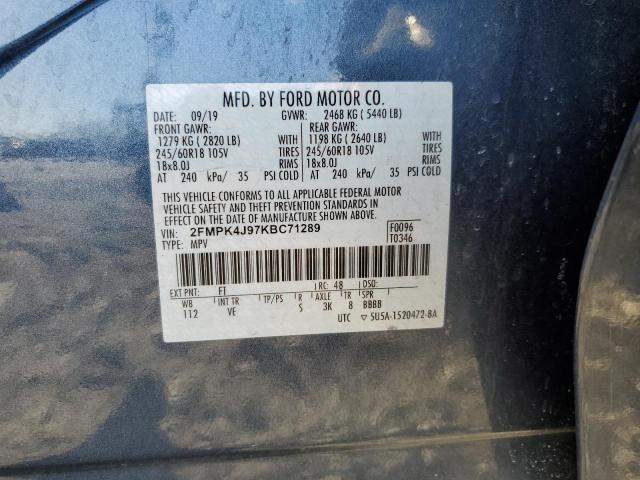 MFD. BY FORD MOTOR CO.
DATE: 09/19 GVWR: 2468 KG ( 5440 LB)
FRONT GAWR: REAR GAWR:
1279 KG ( 2820 LB) WITH 1198 KG ( 2640 LB) WITH
245/60R18 105V TIRES 245/60R18 105V TIRES
18x8.0J RIMS 18x8.0J RIMS
AT 240 kPa/ 35 PSI COLD AT 240 kPa/ 35 PSI COLD
THIS VEHICLE CONFORMS TO ALL APPLICABLE FEDERAL MOTOR
VEHICLE SAFETY AND THEFT PREVENTION STANDARDS IN EFFECT
ON THE DATE OF MANUFACTURE SHOWN ABOVE.
VIN: 2FMPK4J97KBC71289 F0096
TYPE: MPV T0346
EXT PNT: FT RC: 48 DSO:
WB INT TR TP/PS R AXLE TR SPR
112 VE S 3K 8 BBBB
UTC ▽ 5U5A-1520472-BA